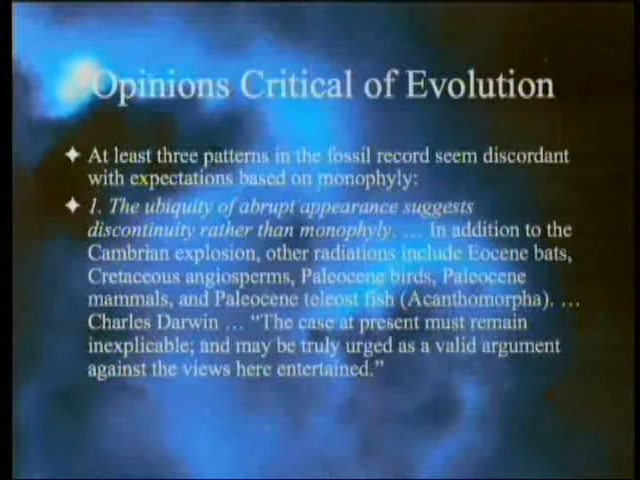 Opinions Critical of Evolution
✦ At least three patterns in the fossil record seem discordant
with expectations based on monophyly:
✦ 1. The ubiquity of abrupt appearance suggests
discontinuity rather than monophyly. … In addition to the
Cambrian explosion, other radiations include Eocene bats,
Cretaceous angiosperms, Paleocene birds, Paleocene
mammals, and Paleocene teleost fish (Acanthomorpha). …
Charles Darwin … “The case at present must remain
inexplicable; and may be truly urged as a valid argument
against the views here entertained.”